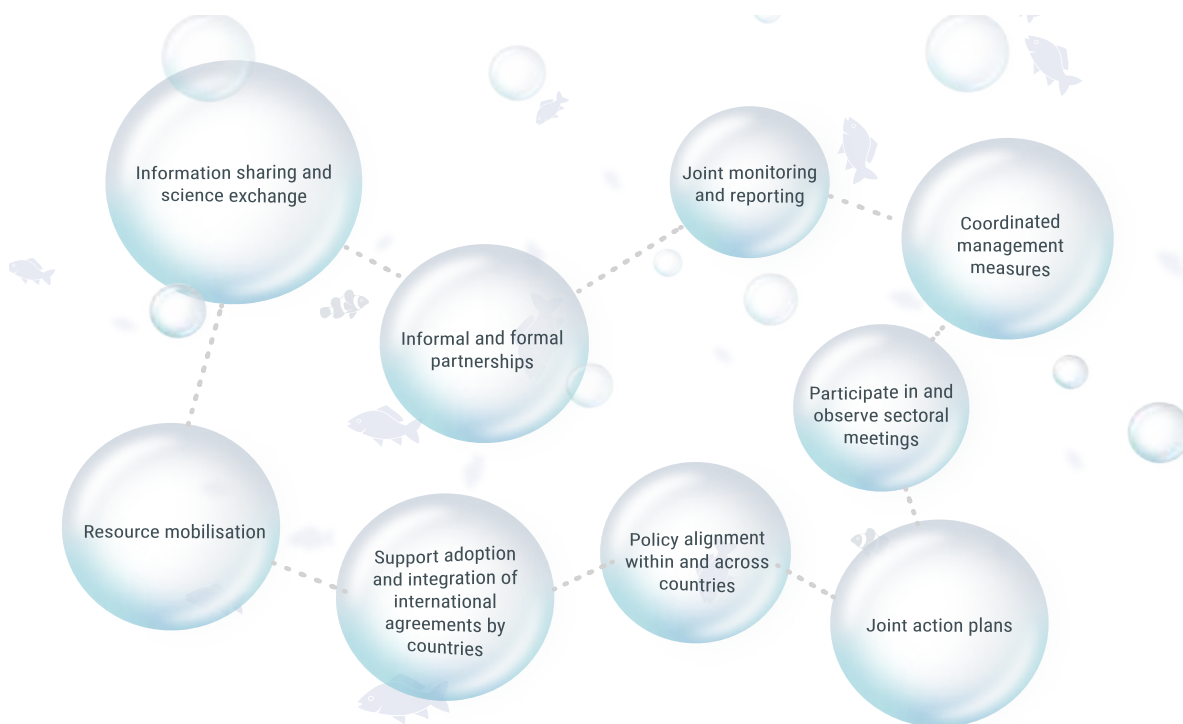 Information sharing and
science exchange
Joint monitoring
and reporting
Coordinated
management
measures
Informal and formal
partnerships
Participate in and
observe sectoral
meetings
Resource mobilisation
Support adoption
and integration of
international
agreements by
countries
Policy alignment
within and across
countries
Joint action plans